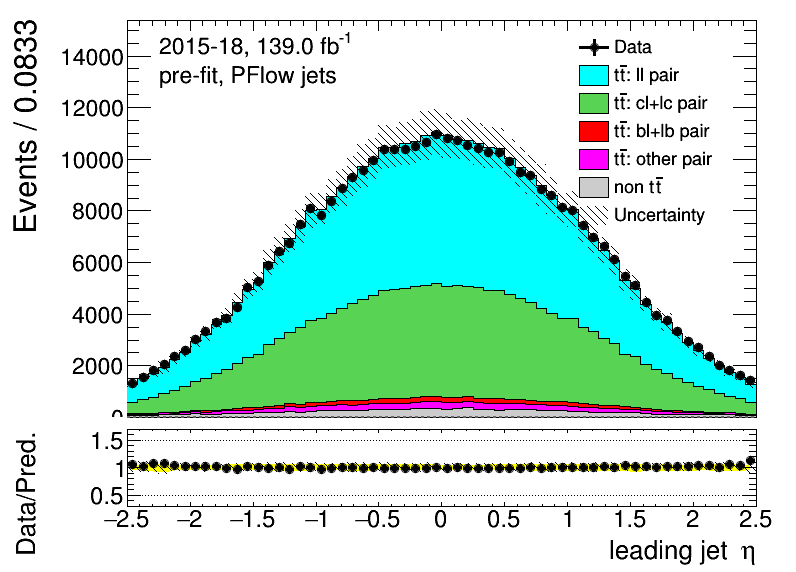 Events / 0.0833
14000
12000
10000
8000
6000
4000
2000
0
2015-18, 139.0 fb⁻¹
pre-fit, PFlow jets
Data
tt̄: ll pair
tt̄: cl+lc pair
tt̄: bl+lb pair
tt̄: other pair
non tt̄
Uncertainty
Data/Pred.
1.5
1
0.5
−2.5 −2 −1.5 −1 −0.5 0 0.5 1 1.5 2 2.5
leading jet η